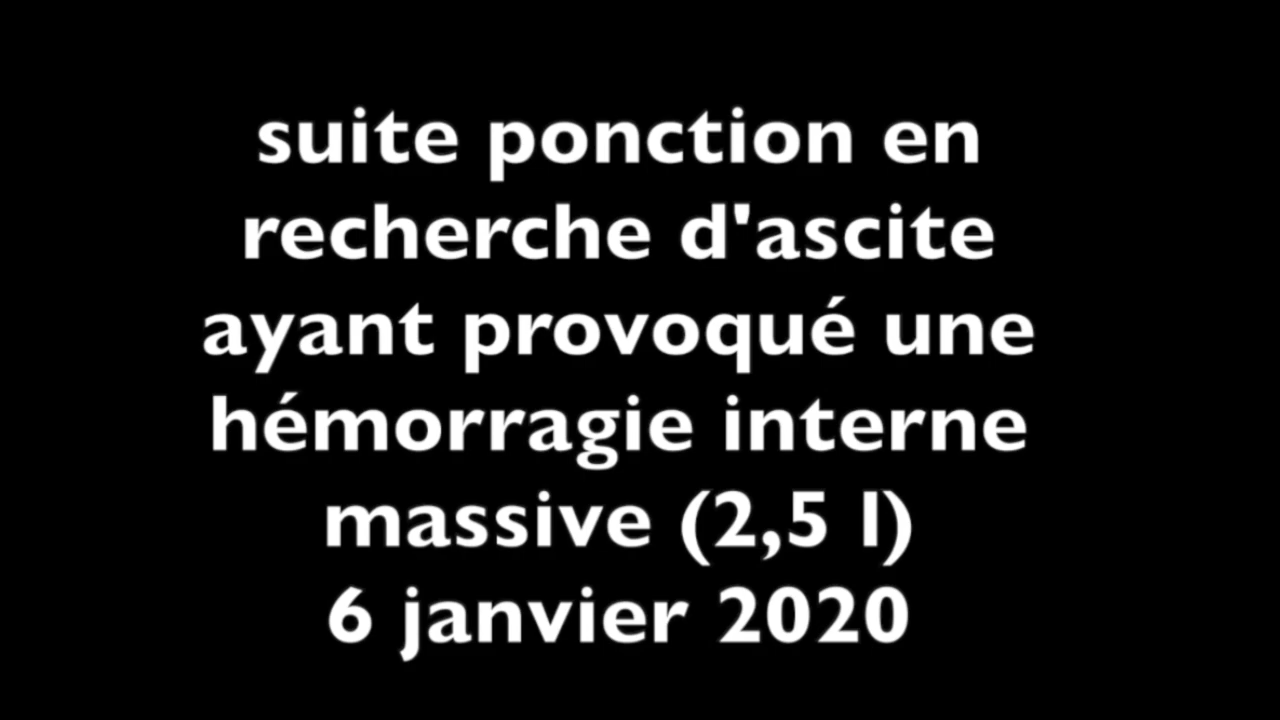 suite ponction en
recherche d'ascite
ayant provoqué une
hémorragie interne
massive (2,5 l)
6 janvier 2020